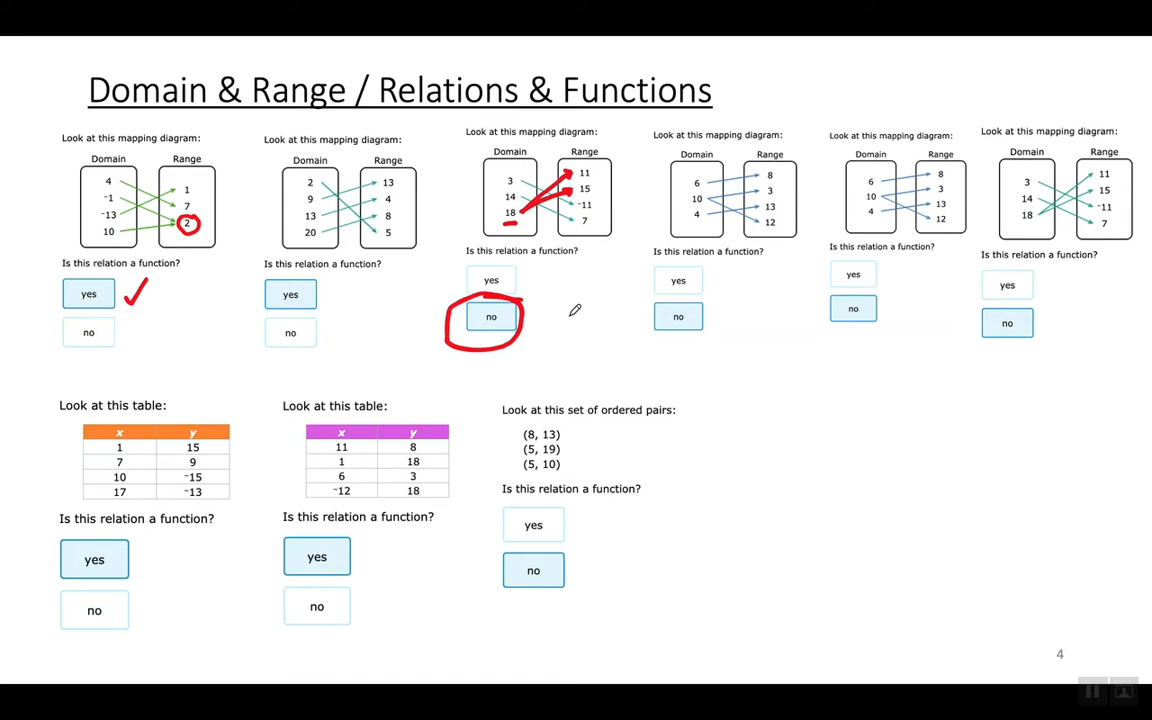 Domain & Range / Relations & Functions
Look at this mapping diagram:
Domain Range
4
-1
-13
10
1
7
2
Is this relation a function?
yes
no
Look at this mapping diagram:
Domain Range
2
9
13
20
13
4
8
5
Is this relation a function?
yes
no
Look at this mapping diagram:
Domain Range
3
14
18
11
15
-11
7
Is this relation a function?
yes
no
Look at this mapping diagram:
Domain Range
6
10
4
8
3
13
12
Is this relation a function?
yes
no
Look at this mapping diagram:
Domain Range
6
10
4
8
3
13
12
Is this relation a function?
yes
no
Look at this mapping diagram:
Domain Range
3
14
18
11
15
-11
7
Is this relation a function?
yes
no
Look at this table:
x y
1 15
7 9
10 -15
17 -13
Is this relation a function?
yes
no
Look at this table:
x y
11 8
1 18
6 3
-12 18
Is this relation a function?
yes
no
Look at this set of ordered pairs:
(8, 13)
(5, 19)
(5, 10)
Is this relation a function?
yes
no
4